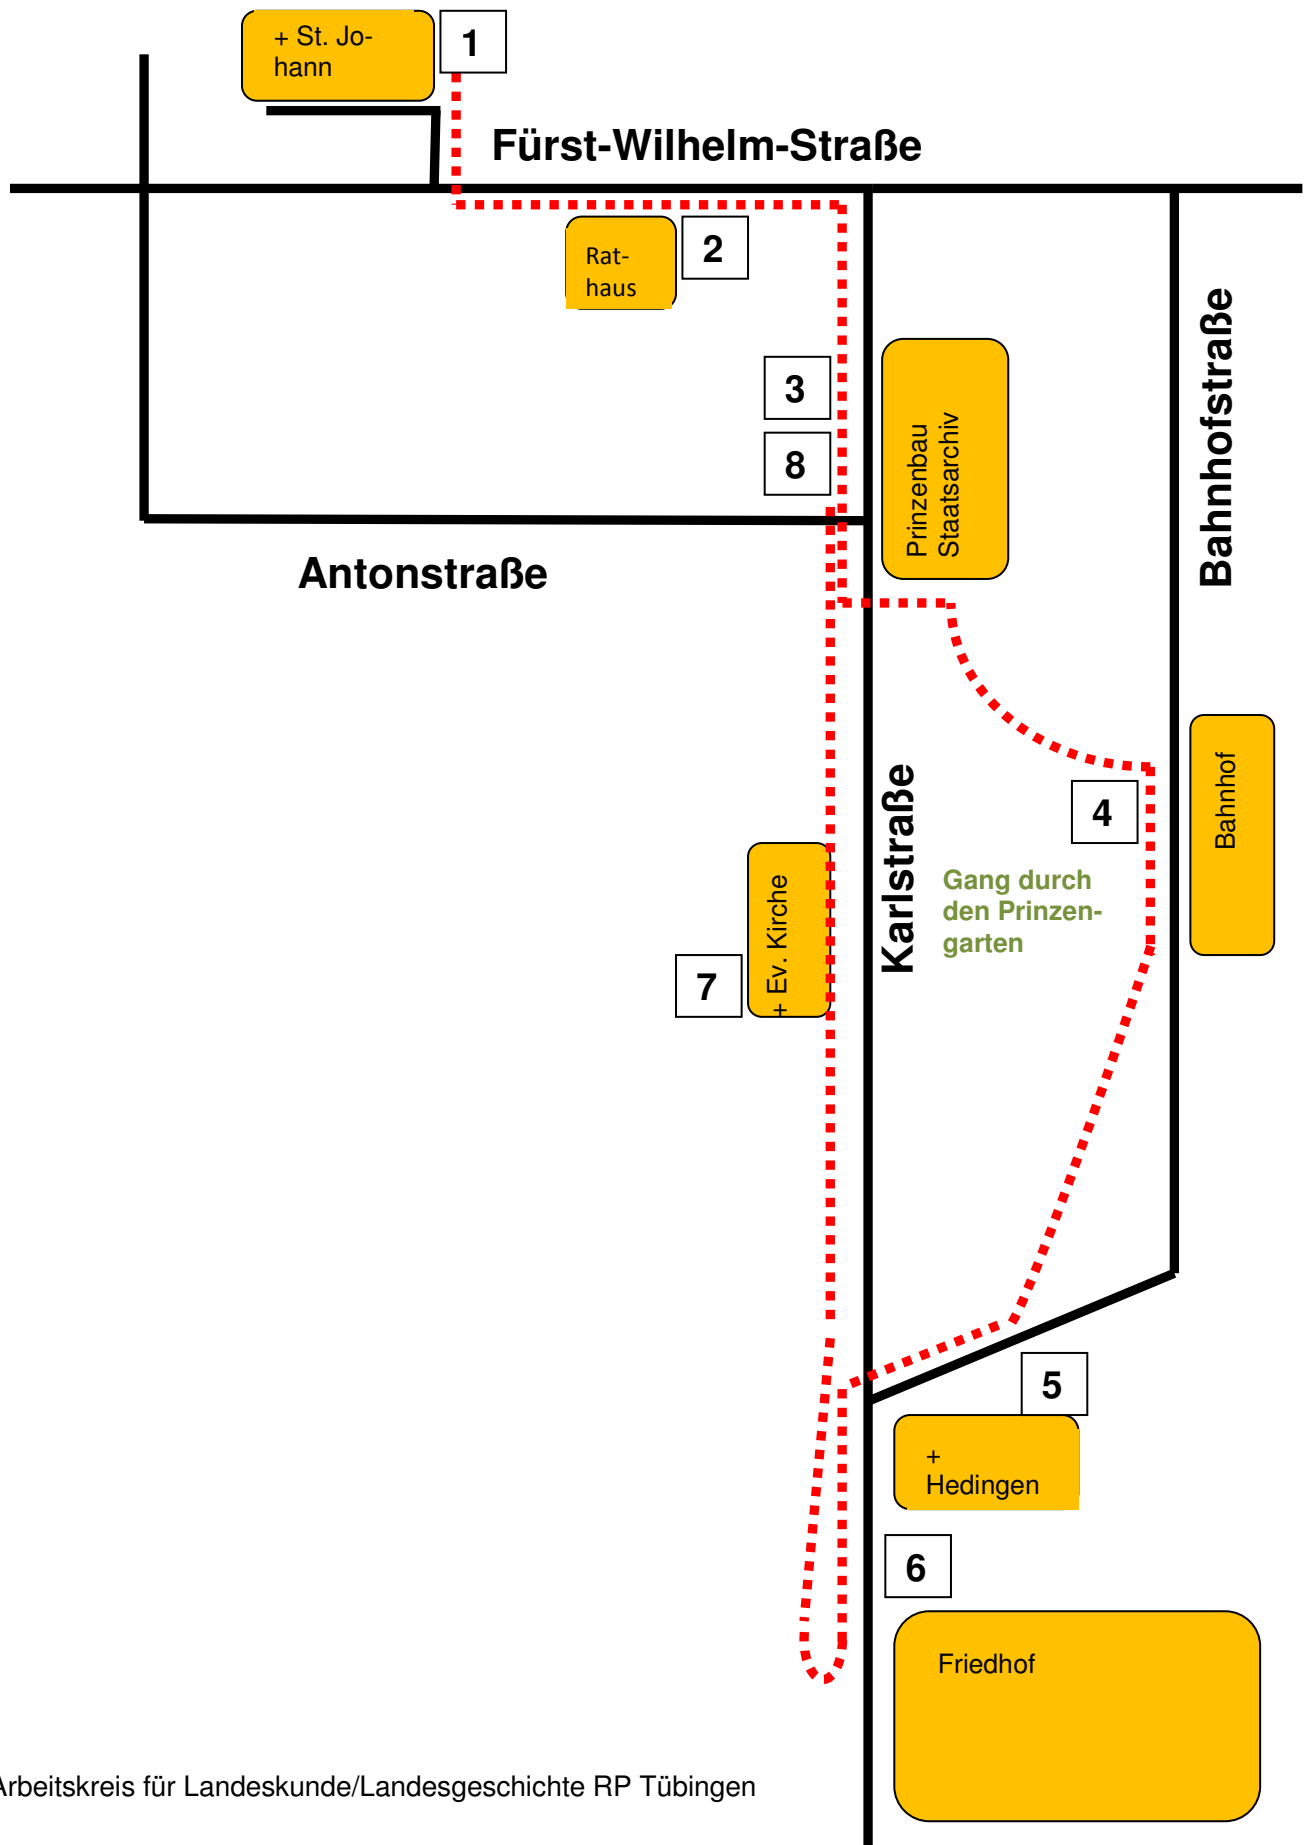 + St. Jo-
hann
1
Fürst-Wilhelm-Straße
Rat-
haus
2
3
8
Prinzenbau
Staatsarchiv
Bahnhofstraße
Antonstraße
Bahnhof
4
Karlstraße
Gang durch
den Prinzen-
garten
+ Ev. Kirche
7
5
+
Hedingen
6
Friedhof
Arbeitskreis für Landeskunde/Landesgeschichte RP Tübingen